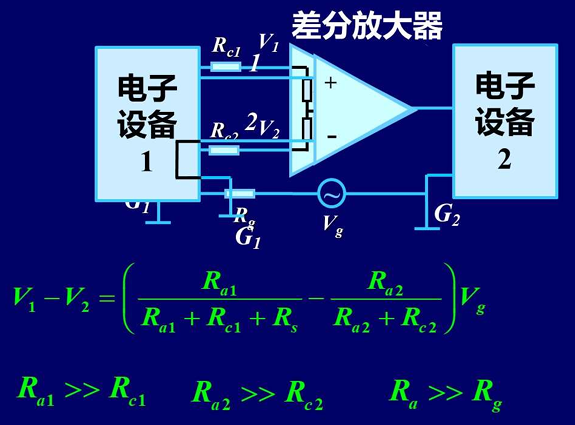 差分放大器
电子设备1
R_{c1} V_1
1
+
R_{c2} 2 V_2
-
电子设备2
G_1
R_g
G_1
~
V_g
G_2
V_1 - V_2 = \left( \frac{R_{a1}}{R_{a1} + R_{c1} + R_s} - \frac{R_{a2}}{R_{a2} + R_{c2}} \right) V_g
R_{a1} >> R_{c1} R_{a2} >> R_{c2} R_a >> R_g